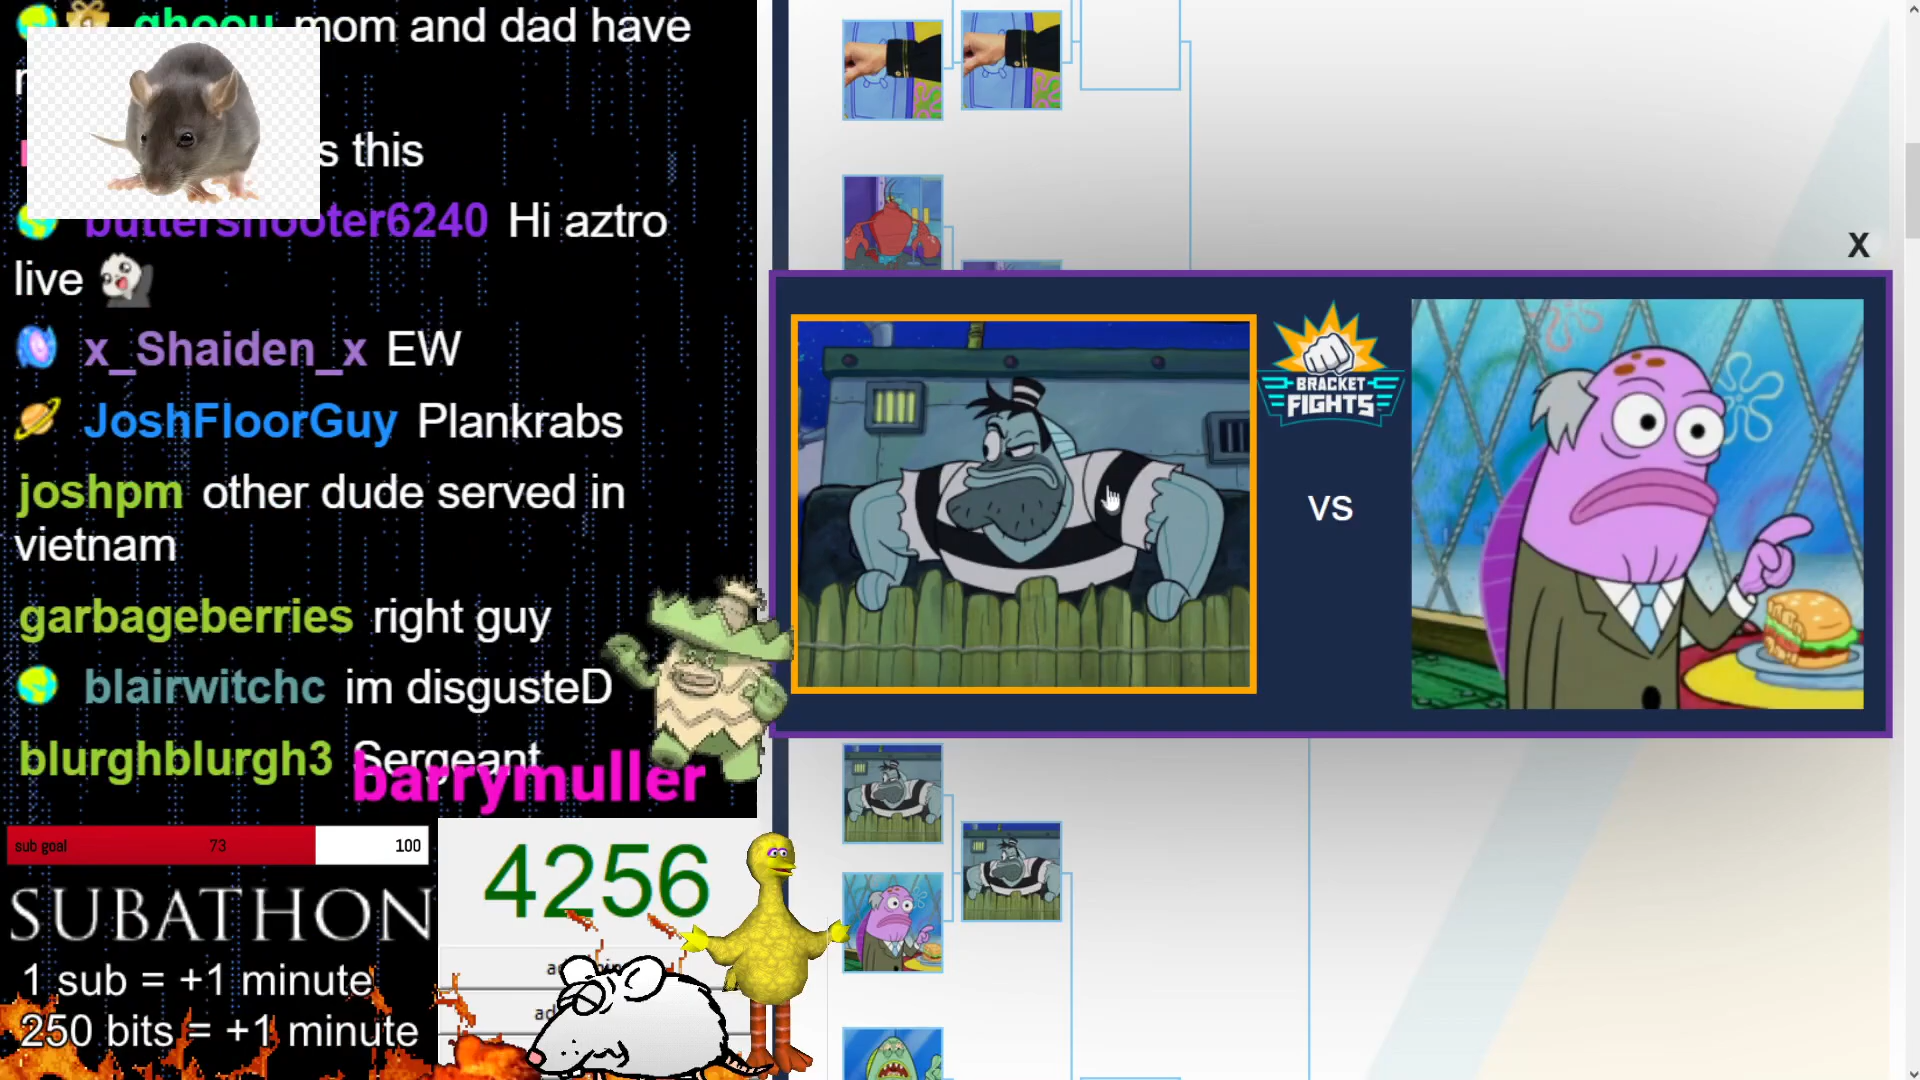 ghoou mom and dad have
s this
buttershooter6240 Hi aztro
live
x_Shaiden_x EW
JoshFloorGuy Plankrabs
joshpm other dude served in
vietnam
garbageberries right guy
blairwitchc im disgusteD
blurghblurgh3 Sergeant
barrymuller
sub goal 73 100
SUBATHON
1 sub = +1 minute
250 bits = +1 minute
4256
X
BRACKET
FIGHTS
VS